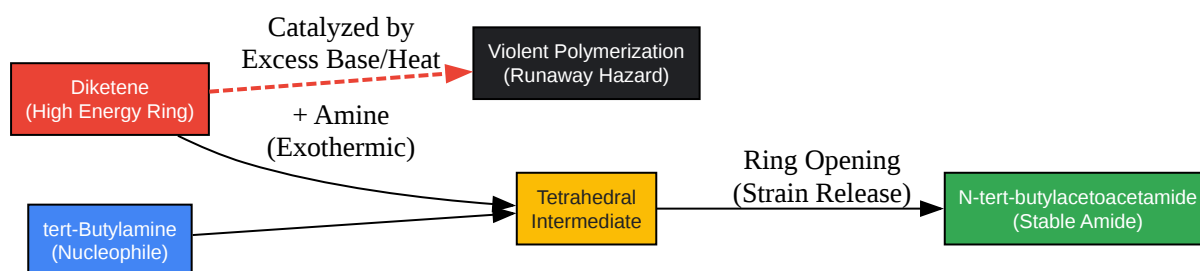 Catalyzed by
Excess Base/Heat
Violent Polymerization
(Runaway Hazard)
Diketene
(High Energy Ring)
+ Amine
(Exothermic)
Ring Opening
(Strain Release)
Tetrahedral
Intermediate
N-tert-butylacetoacetamide
(Stable Amide)
tert-Butylamine
(Nucleophile)